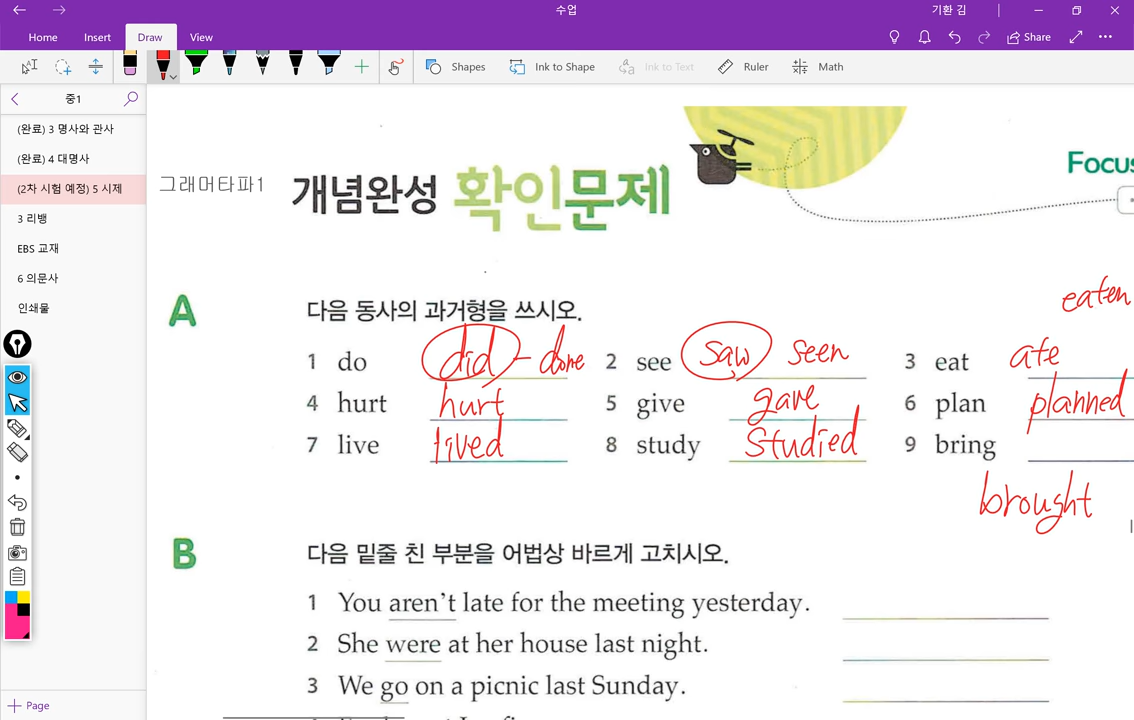 수업
기환 김
Home Insert Draw View
Share
Shapes Ink to Shape Ink to Text Ruler Math
중1
(완료) 3 명사와 관사
(완료) 4 대명사
(2차 시험 예정) 5 시제
3 리뱅
EBS 교재
6 의문사
인쇄물
Page
그래머타파1 개념완성 확인문제
Focus
A 다음 동사의 과거형을 쓰시오.
eaten
1 do did - done 2 see saw seen 3 eat ate
4 hurt hurt 5 give gave 6 plan planned
7 live lived 8 study studied 9 bring
brought
B 다음 밑줄 친 부분을 어법상 바르게 고치시오.
1 You aren't late for the meeting yesterday.
2 She were at her house last night.
3 We go on a picnic last Sunday.